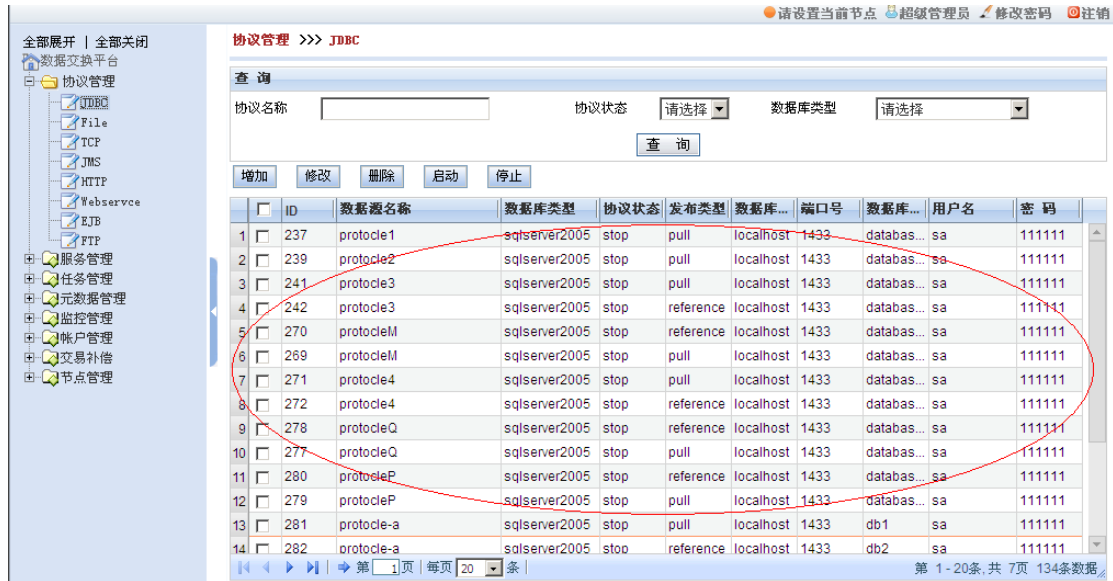 请设置当前节点 超级管理员 修改密码 注销
全部展开 | 全部关闭
数据交换平台
协议管理
JDBC
File
TCP
JMS
HTTP
Webservce
EJB
FTP
服务管理
任务管理
元数据管理
监控管理
帐户管理
交易补偿
节点管理
协议管理 >>> JDBC
查 询
协议名称 协议状态 请选择 数据库类型 请选择
查 询
增加 修改 删除 启动 停止
ID 数据源名称 数据库类型 协议状态 发布类型 数据库... 端口号 数据库... 用户名 密 码
1 237 protocle1 sqlserver2005 stop pull localhost 1433 databas... sa 111111
2 239 protocle2 sqlserver2005 stop pull localhost 1433 databas... sa 111111
3 241 protocle3 sqlserver2005 stop pull localhost 1433 databas... sa 111111
4 242 protocle3 sqlserver2005 stop reference localhost 1433 databas... sa 111111
5 270 protocleM sqlserver2005 stop reference localhost 1433 databas... sa 111111
6 269 protocleM sqlserver2005 stop pull localhost 1433 databas... sa 111111
7 271 protocle4 sqlserver2005 stop pull localhost 1433 databas... sa 111111
8 272 protocle4 sqlserver2005 stop reference localhost 1433 databas... sa 111111
9 278 protocleQ sqlserver2005 stop reference localhost 1433 databas... sa 111111
10 277 protocleQ sqlserver2005 stop pull localhost 1433 databas... sa 111111
11 280 protocleP sqlserver2005 stop reference localhost 1433 databas... sa 111111
12 279 protocleP sqlserver2005 stop pull localhost 1433 databas... sa 111111
13 281 protocle-a sqlserver2005 stop pull localhost 1433 db1 sa 111111
14 282 protocle-a sqlserver2005 stop reference localhost 1433 db2 sa 111111
第 1 页 每页 20 条 第 1 - 20条, 共 7页 134条数据。